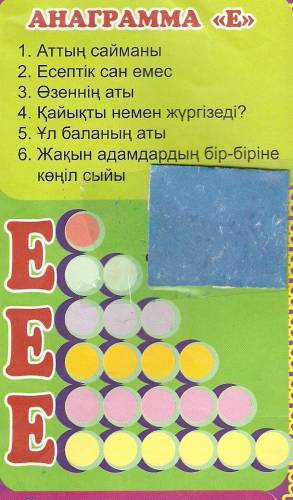 АНАГРАММА «Е»
1. Аттың сайманы
2. Есептік сан емес
3. Өзеннің аты
4. Қайықты немен жүргізеді?
5. Ұл баланың аты
6. Жақын адамдардың бір-біріне
көңіл сыйы
Е
Е
Е